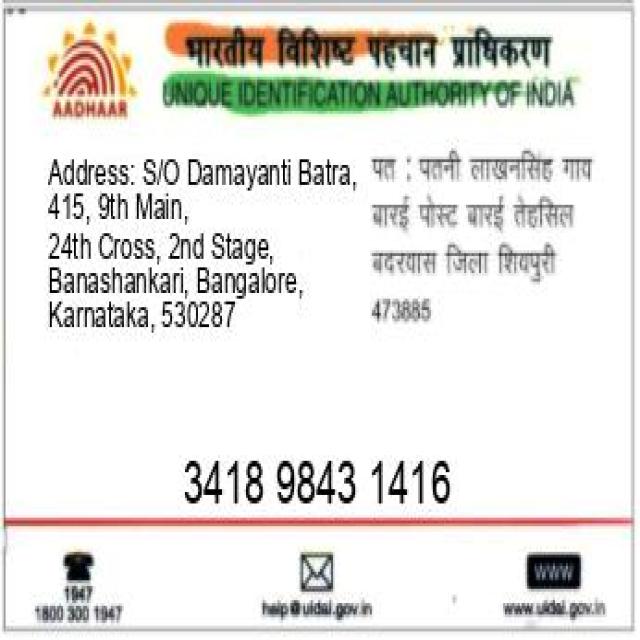 भारतीय विशिष्ट पहचान प्राधिकरण
UNIQUE IDENTIFICATION AUTHORITY OF INDIA
AADHAAR
Address: S/O Damayanti Batra,
415, 9th Main,
24th Cross, 2nd Stage,
Banashankari, Bangalore,
Karnataka, 530287
पत : पतनी लाखनसिंह गाय
बारई पोस्ट बारई तेहसिल
बदरवास जिला शिवपुरी
473885
3418 9843 1416
1947
1800 300 1947
help@uidai.gov.in
www
www.uidai.gov.in